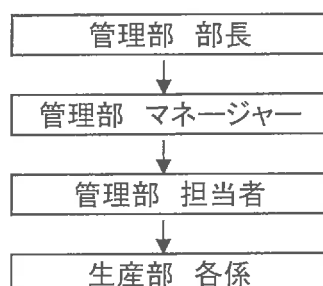 管理部 部長
管理部 マネージャー
管理部 担当者
生産部 各係